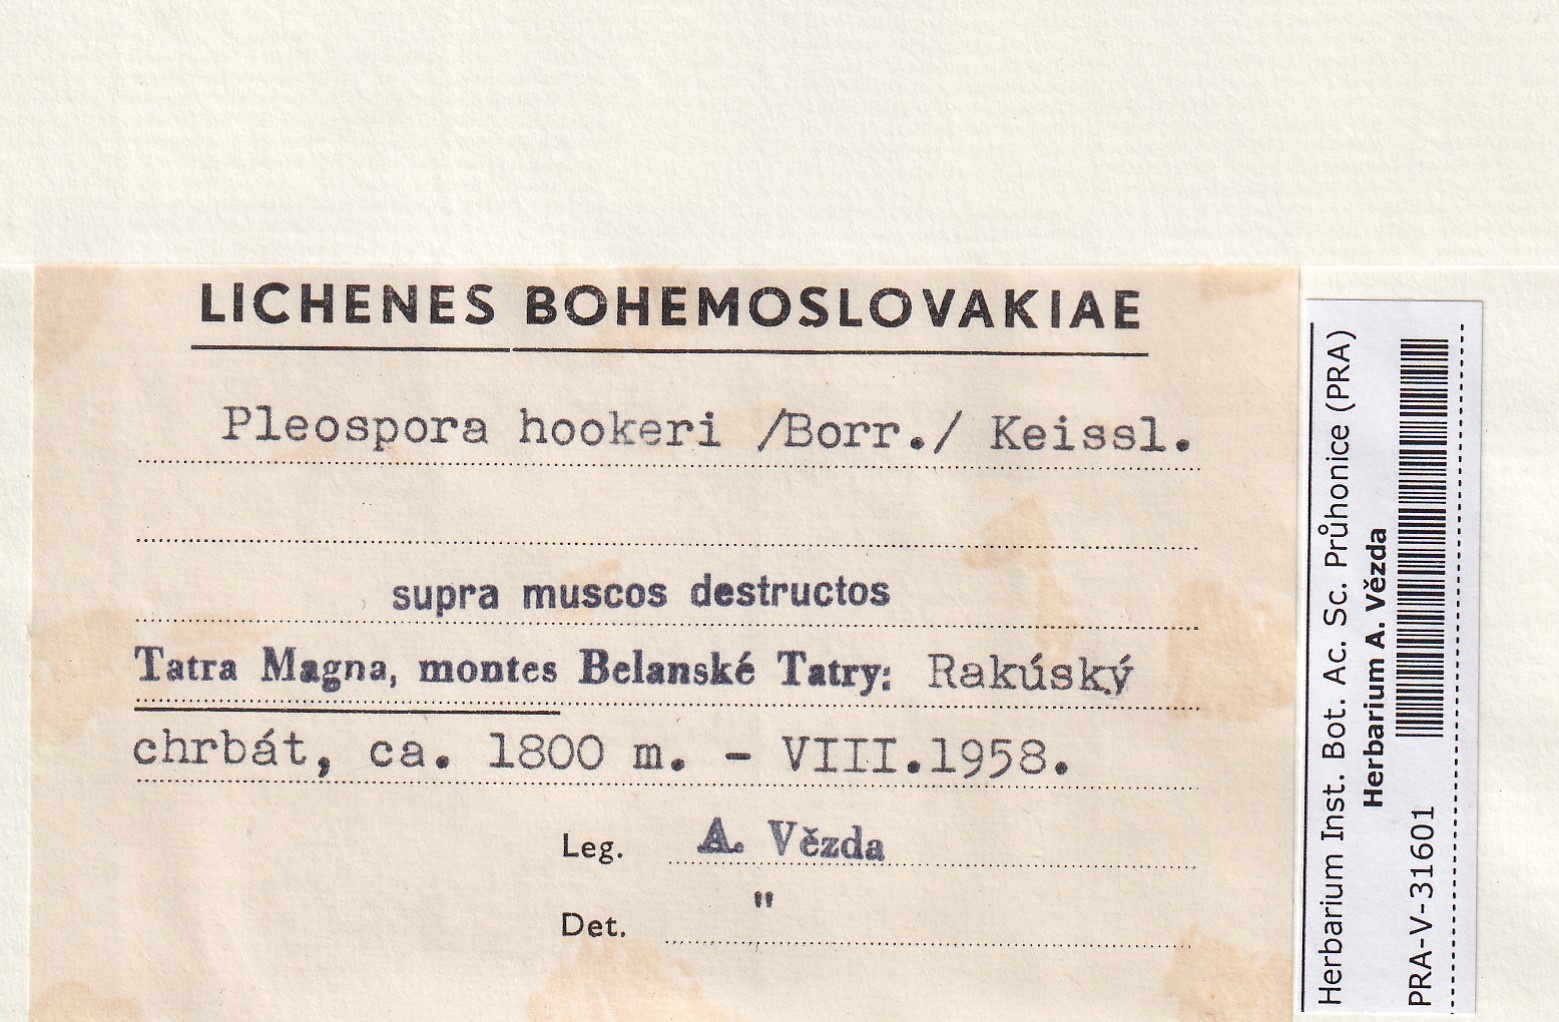 LICHENES BOHEMOSLOVAKIAE
Pleospora hookeri /Borr./ Keissl.
supra muscos destructos
Tatra Magna, montes Belanské Tatry: Rakúský
chrbát, ca. 1800 m. - VIII.1958.
Leg. A. Vězda
Det. "
Herbarium Inst. Bot. Ac. Sc. Průhonice (PRA)
Herbarium A. Vězda
PRA-V-31601